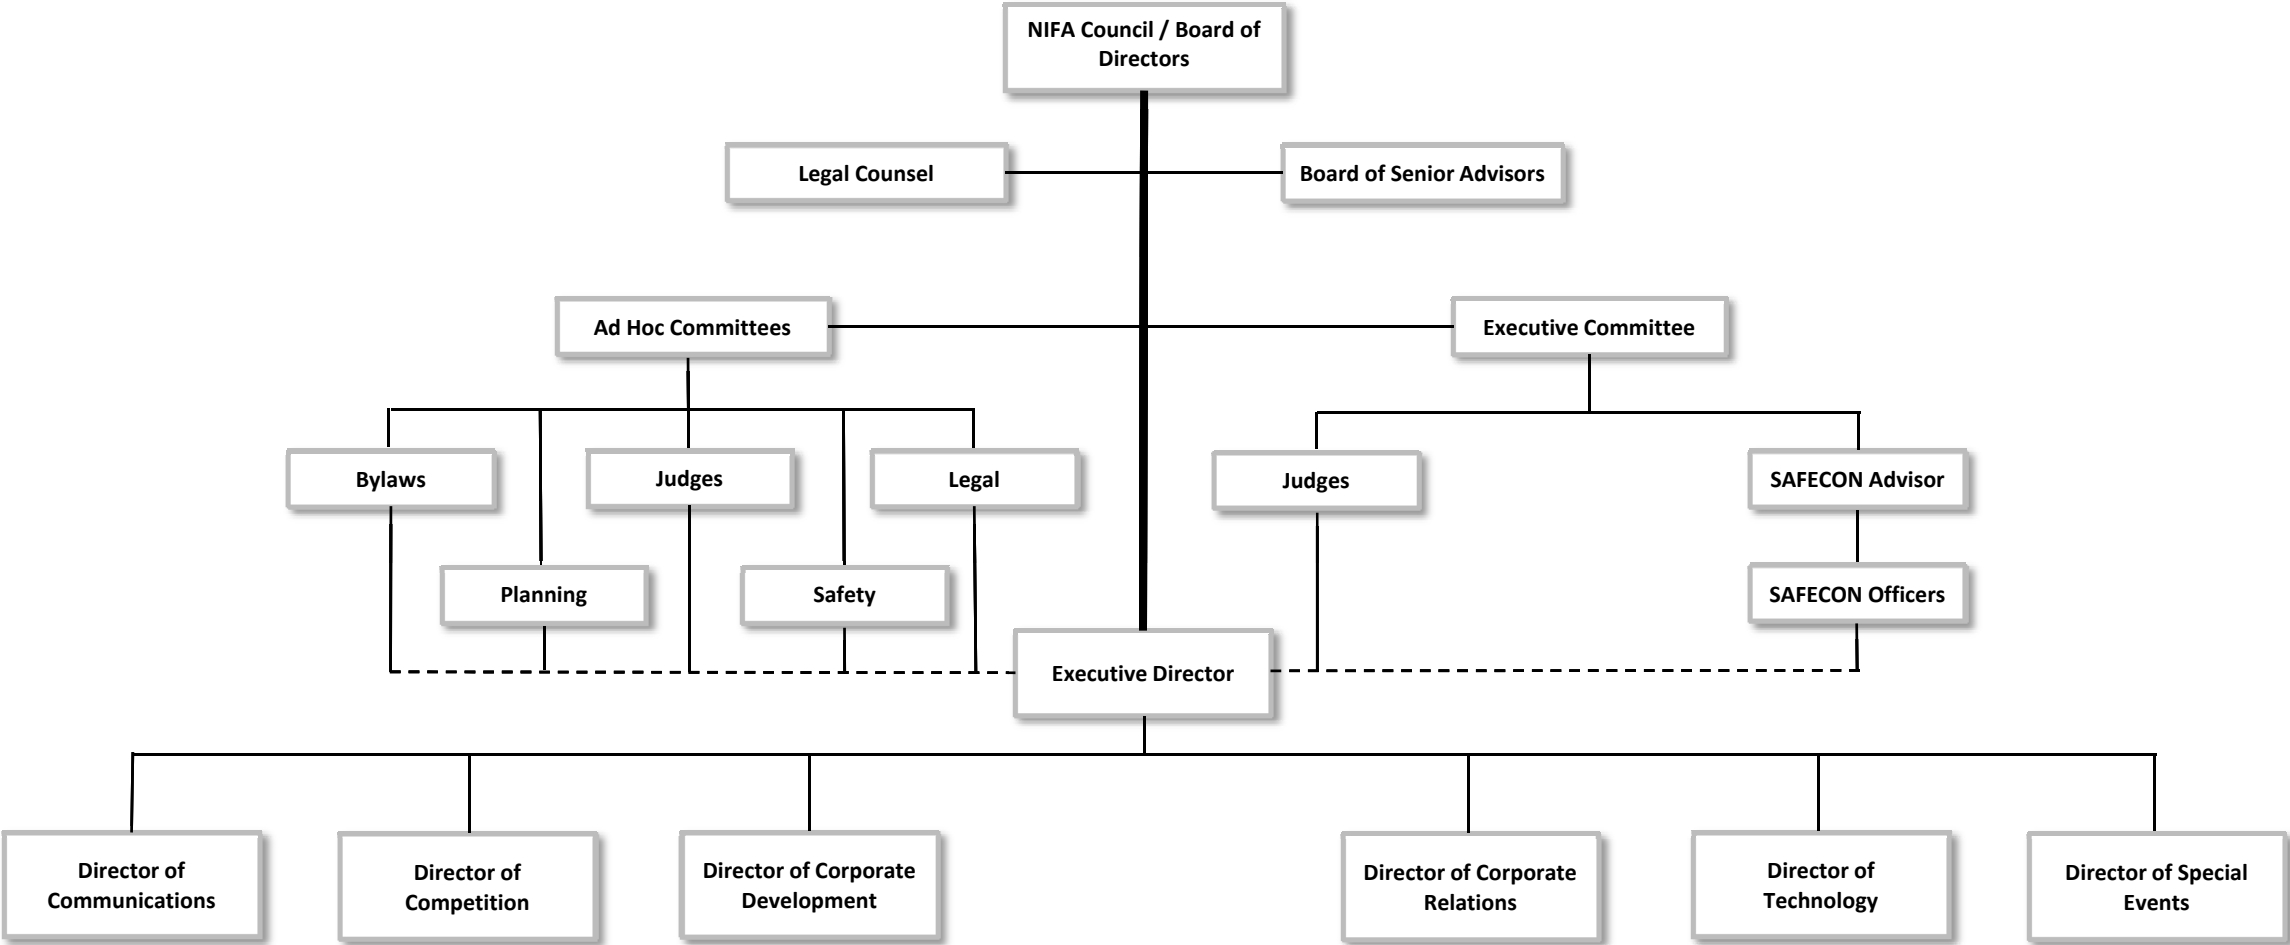 NIFA Council / Board of
Directors
Legal Counsel
Board of Senior Advisors
Ad Hoc Committees
Executive Committee
Bylaws
Judges
Legal
Judges
SAFECON Advisor
Planning
Safety
SAFECON Officers
Executive Director
Director of
Communications
Director of
Competition
Director of Corporate
Development
Director of Corporate
Relations
Director of
Technology
Director of Special
Events